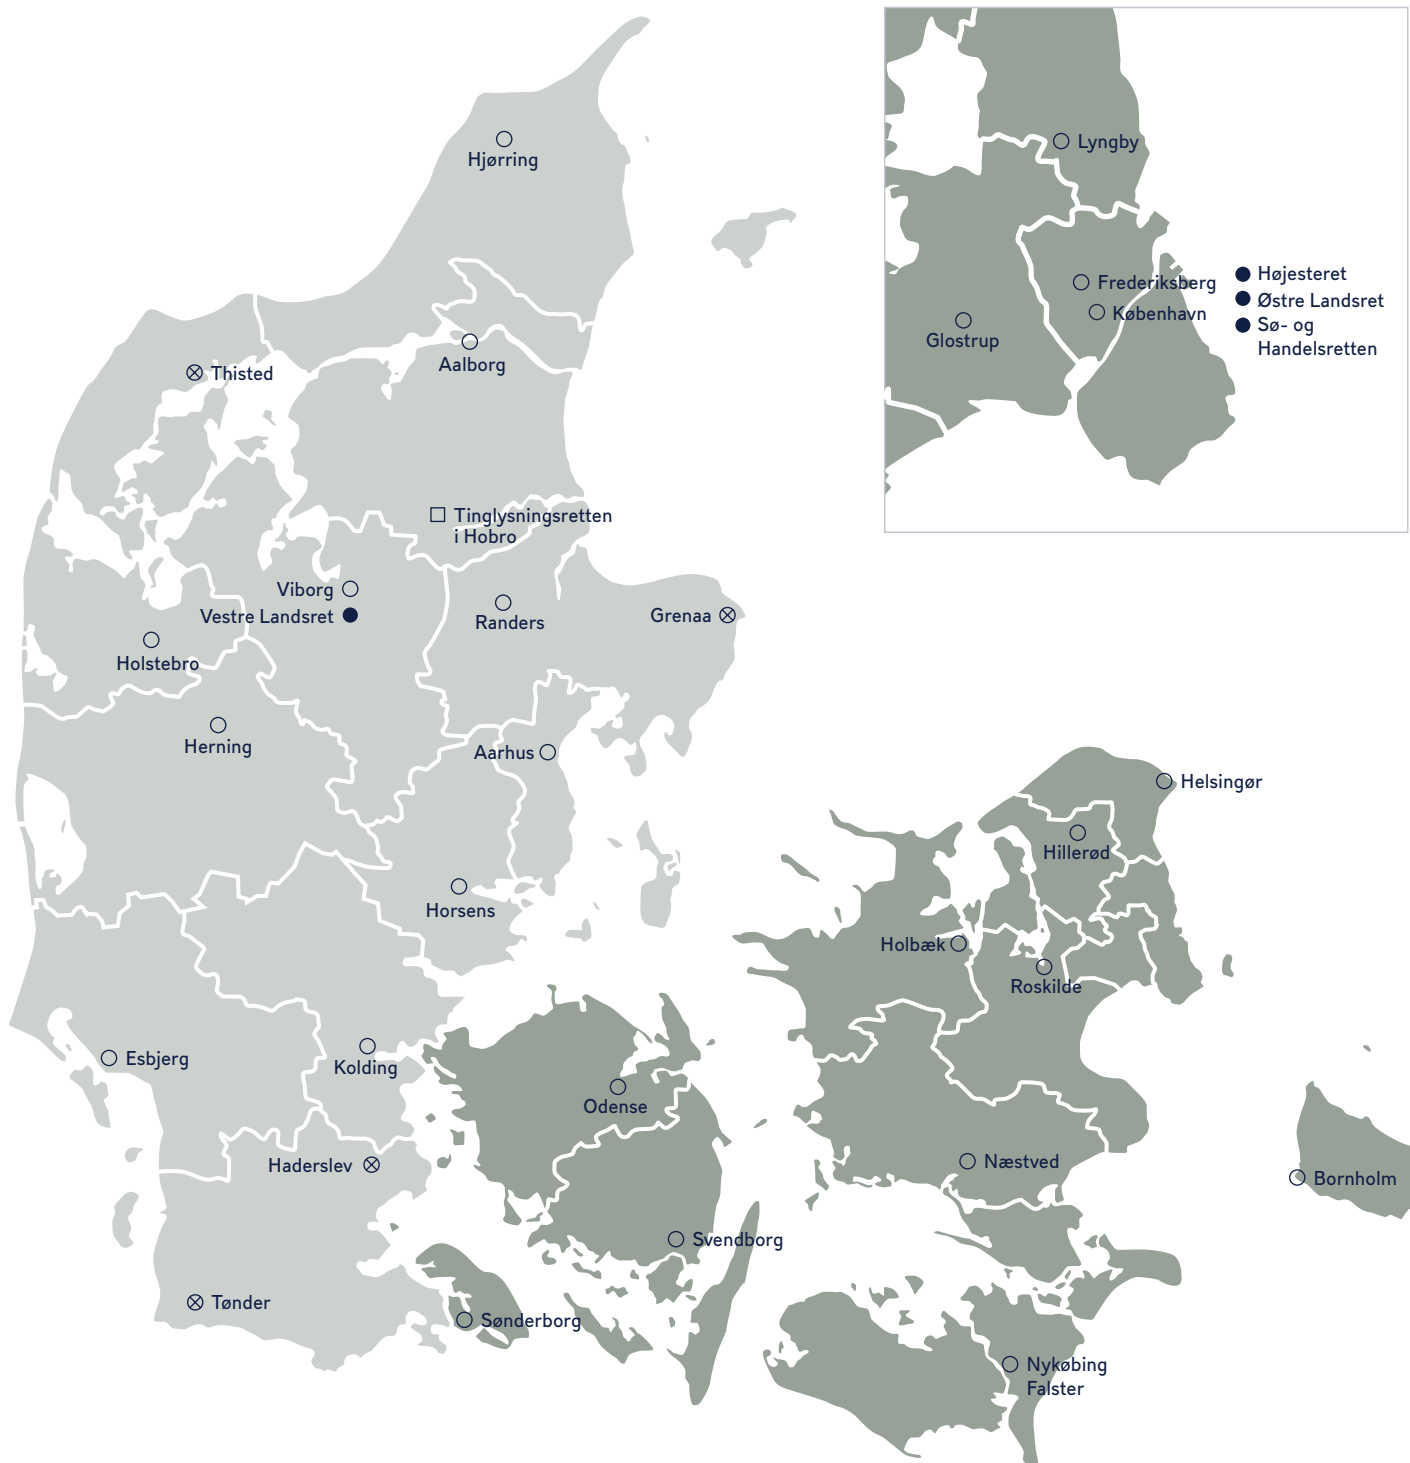 Hjørring
Lyngby
Frederiksberg
København
Glostrup
Højesteret
Østre Landsret
Sø- og
Handelsretten
Aalborg
Thisted
Tinglysningsretten
i Hobro
Viborg
Vestre Landsret
Randers
Grenaa
Holstebro
Herning
Aarhus
Helsingør
Hillerød
Horsens
Holbæk
Roskilde
Esbjerg
Kolding
Odense
Haderslev
Næstved
Bornholm
Svendborg
Tønder
Sønderborg
Nykøbing
Falster